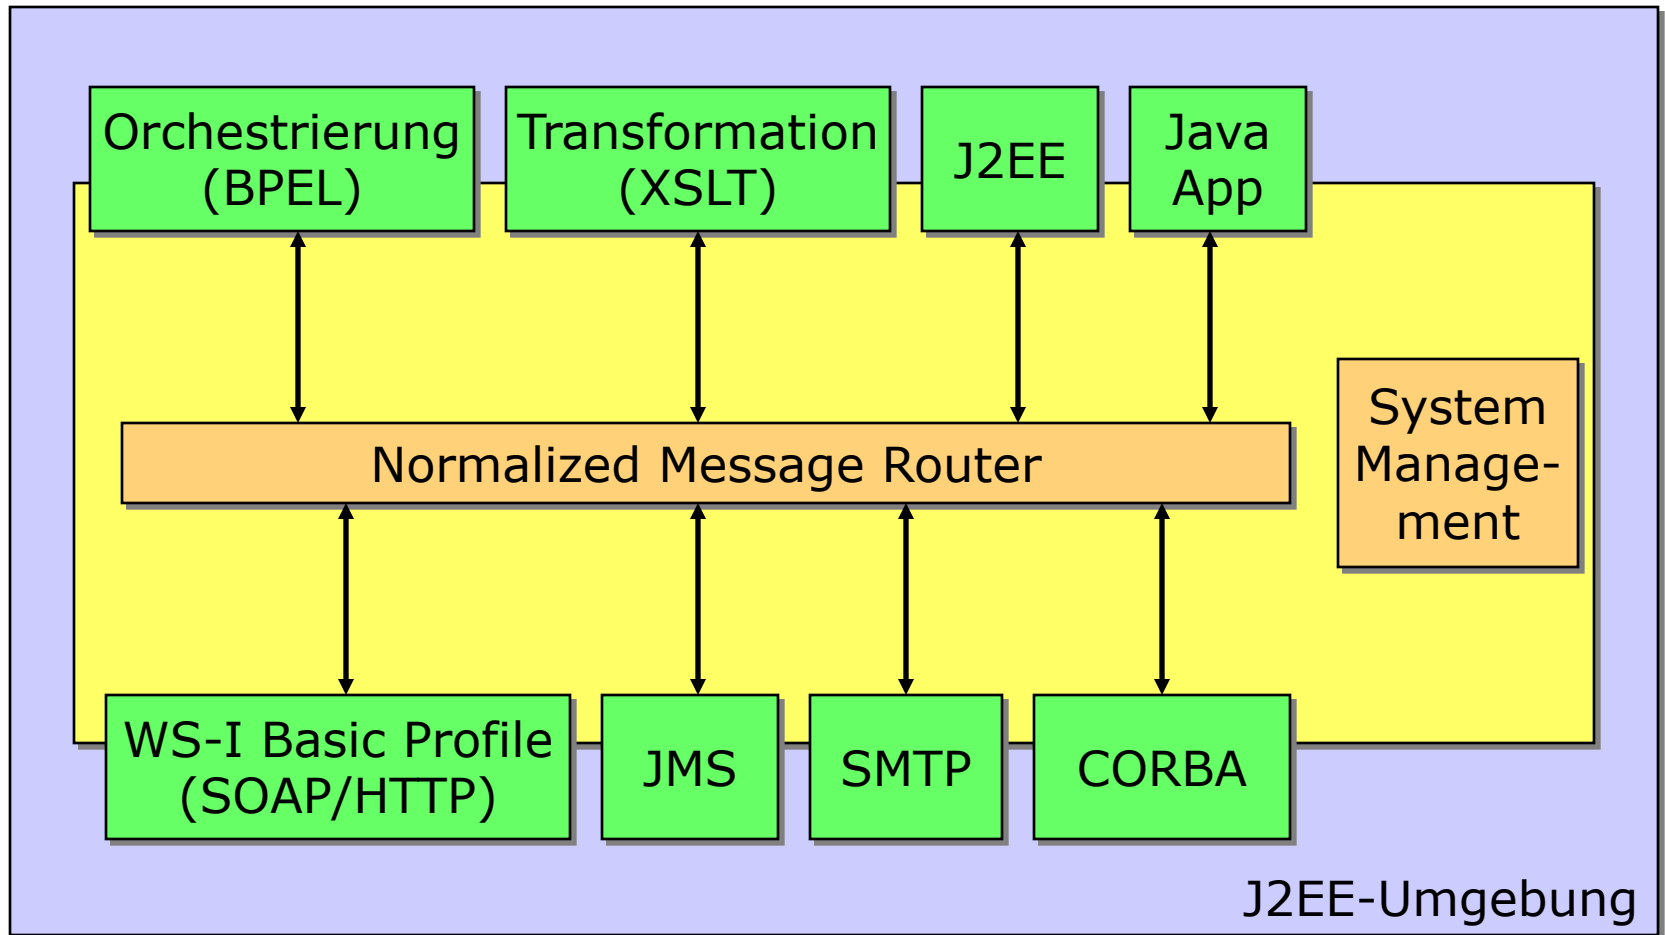 Orchestrierung
(BPEL)
Transformation
(XSLT)
J2EE
Java
App
Normalized Message Router
System
Manage-
ment
WS-I Basic Profile
(SOAP/HTTP)
JMS
SMTP
CORBA
J2EE-Umgebung